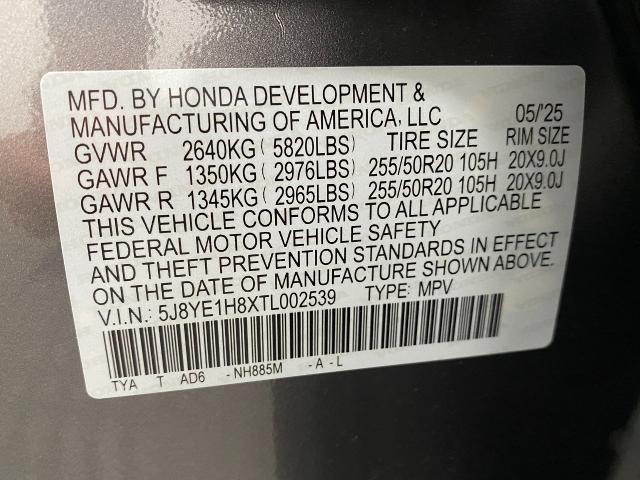 MFD. BY HONDA DEVELOPMENT &
MANUFACTURING OF AMERICA, LLC 05/'25
GVWR 2640KG ( 5820LBS) TIRE SIZE RIM SIZE
GAWR F 1350KG ( 2976LBS) 255/50R20 105H 20X9.0J
GAWR R 1345KG ( 2965LBS) 255/50R20 105H 20X9.0J
THIS VEHICLE CONFORMS TO ALL APPLICABLE
FEDERAL MOTOR VEHICLE SAFETY
AND THEFT PREVENTION STANDARDS IN EFFECT
ON THE DATE OF MANUFACTURE SHOWN ABOVE.
V.I.N.: 5J8YE1H8XTL002539 TYPE: MPV
TYA T AD6 -NH885M -A-L